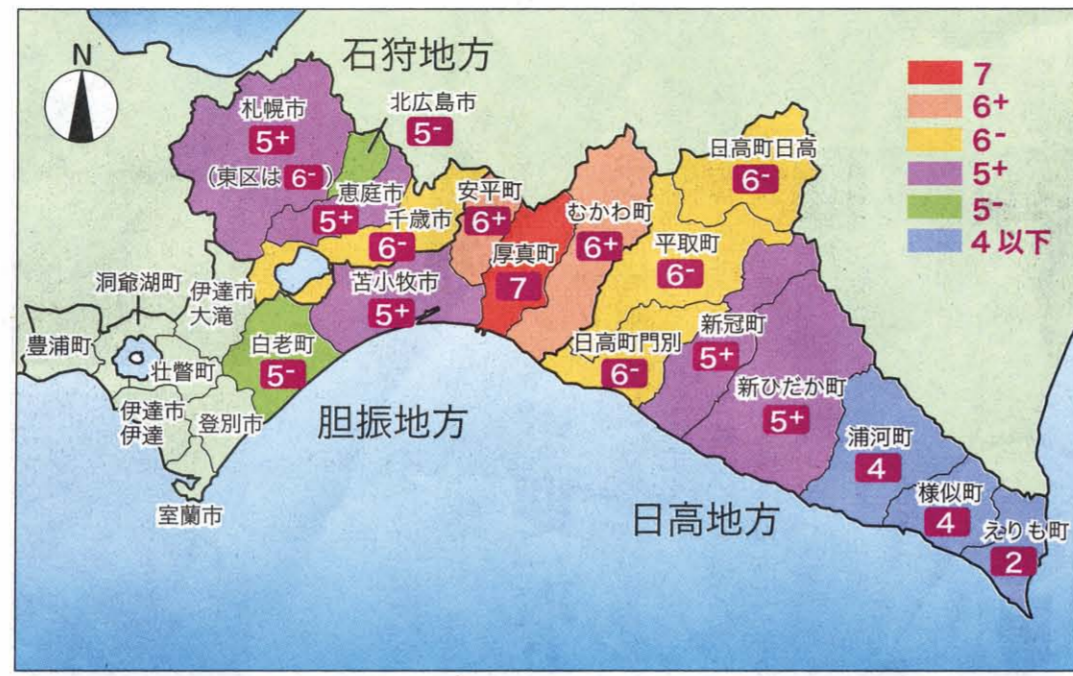 N
石狩地方
7
6+
6-
5+
5-
4以下
札幌市
5+
（東区は6-）
北広島市
5-
恵庭市
5+
千歳市
6-
安平町
6+
厚真町
7
むかわ町
6+
日高町日高
6-
平取町
6-
洞爺湖町
伊達市
大滝
豊浦町
壮瞥町
伊達市
伊達
登別市
室蘭市
白老町
5-
苫小牧市
5+
日高町門別
6-
新冠町
5+
新ひだか町
5+
浦河町
4
様似町
4
えりも町
2
胆振地方
日高地方